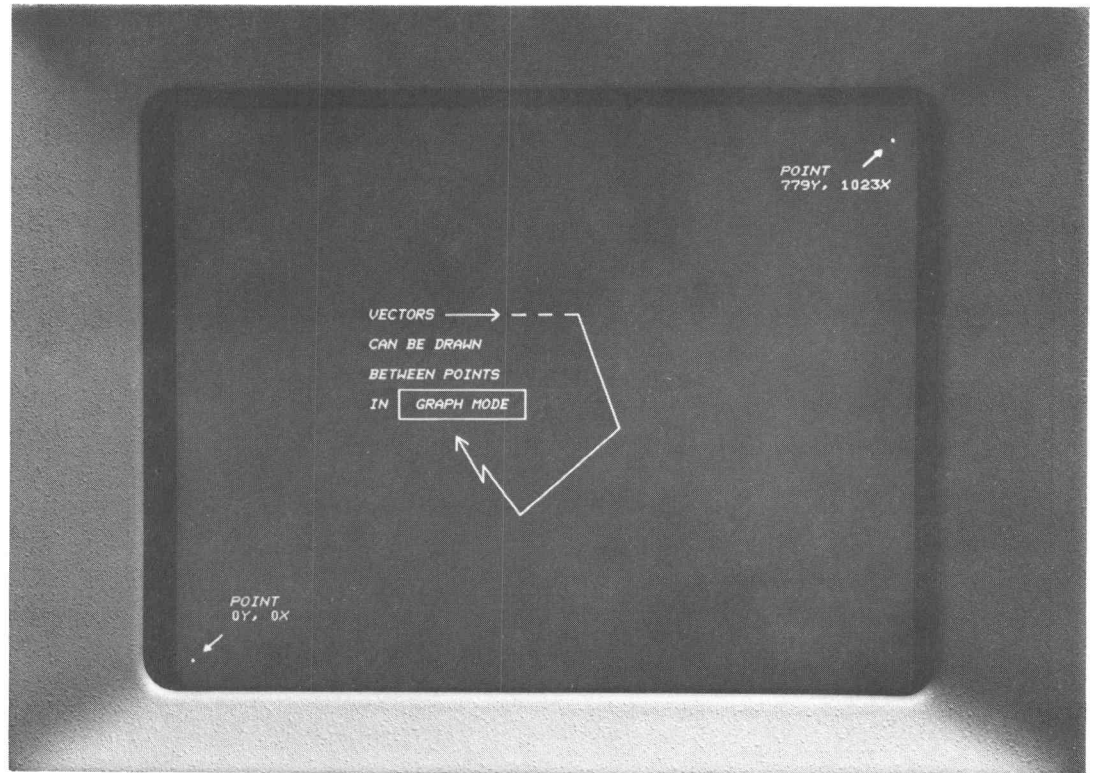 POINT
779Y, 1023X
VECTORS
CAN BE DRAWN
BETWEEN POINTS
IN GRAPH MODE
POINT
0Y, 0X